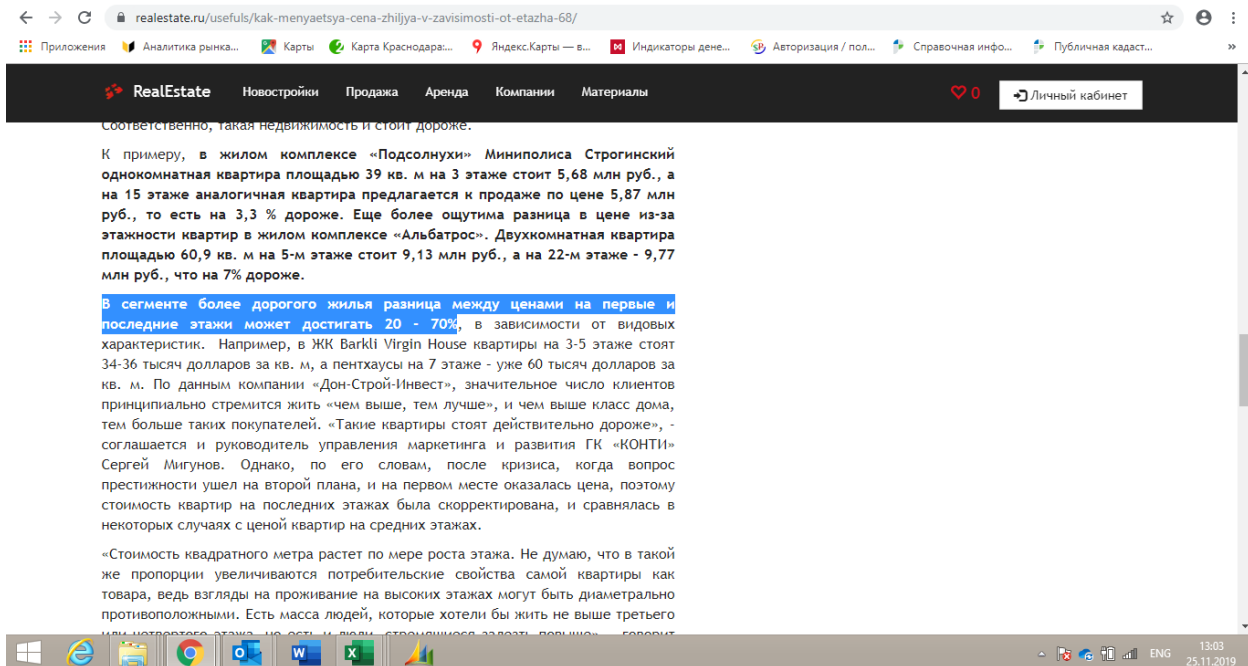 realestate.ru/usefuls/kak-menyaetsya-cena-zhiljya-v-zavisimosti-ot-etazha-68/
Приложения Аналитика рынка... Карты Карта Краснодара:... Яндекс.Карты — в... Индикаторы дене... Авторизация / пол... Справочная инфо... Публичная кадаст... »
RealEstate Новостройки Продажа Аренда Компании Материалы 0 Личный кабинет
Соответственно, такая недвижимость и стоит дороже.
К примеру, в жилом комплексе «Подсолнухи» Миниполиса Строгинский
однокомнатная квартира площадью 39 кв. м на 3 этаже стоит 5,68 млн руб., а
на 15 этаже аналогичная квартира предлагается к продаже по цене 5,87 млн
руб., то есть на 3,3 % дороже. Еще более ощутима разница в цене из-за
этажности квартир в жилом комплексе «Альбатрос». Двухкомнатная квартира
площадью 60,9 кв. м на 5-м этаже стоит 9,13 млн руб., а на 22-м этаже - 9,77
млн руб., что на 7% дороже.
В сегменте более дорогого жилья разница между ценами на первые и
последние этажи может достигать 20 - 70%, в зависимости от видовых
характеристик. Например, в ЖК Barkli Virgin House квартиры на 3-5 этаже стоят
34-36 тысяч долларов за кв. м, а пентхаусы на 7 этаже - уже 60 тысяч долларов за
кв. м. По данным компании «Дон-Строй-Инвест», значительное число клиентов
принципиально стремится жить «чем выше, тем лучше», и чем выше класс дома,
тем больше таких покупателей. «Такие квартиры стоят действительно дороже», -
соглашается и руководитель управления маркетинга и развития ГК «КОНТИ»
Сергей Мигунов. Однако, по его словам, после кризиса, когда вопрос
престижности ушел на второй плана, и на первом месте оказалась цена, поэтому
стоимость квартир на последних этажах была скорректирована, и сравнялась в
некоторых случаях с ценой квартир на средних этажах.
«Стоимость квадратного метра растет по мере роста этажа. Не думаю, что в такой
же пропорции увеличиваются потребительские свойства самой квартиры как
товара, ведь взгляды на проживание на высоких этажах могут быть диаметрально
противоположными. Есть масса людей, которые хотели бы жить не выше третьего
или четвертого этажа, но есть и люди, стремящиеся залезть повыше», - говорит
ENG 13:03
25.11.2019